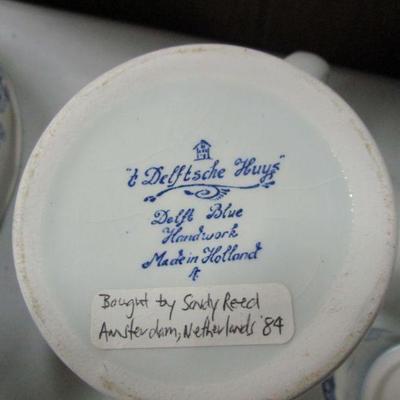 "t Delftsche Huys"
Delft Blue
Handwork
Made in Holland
Bought by Sandy Reed
Amsterdam, Netherlands '84